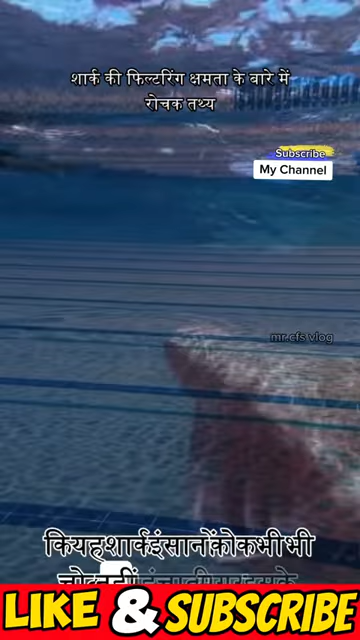 शार्क की फिल्टरिंग क्षमता के बारे में
रोचक तथ्य
Subscribe
My Channel
mr.cfs vlog
कियहशार्कइंसानोंकोकभीभी
LIKE & SUBSCRIBE